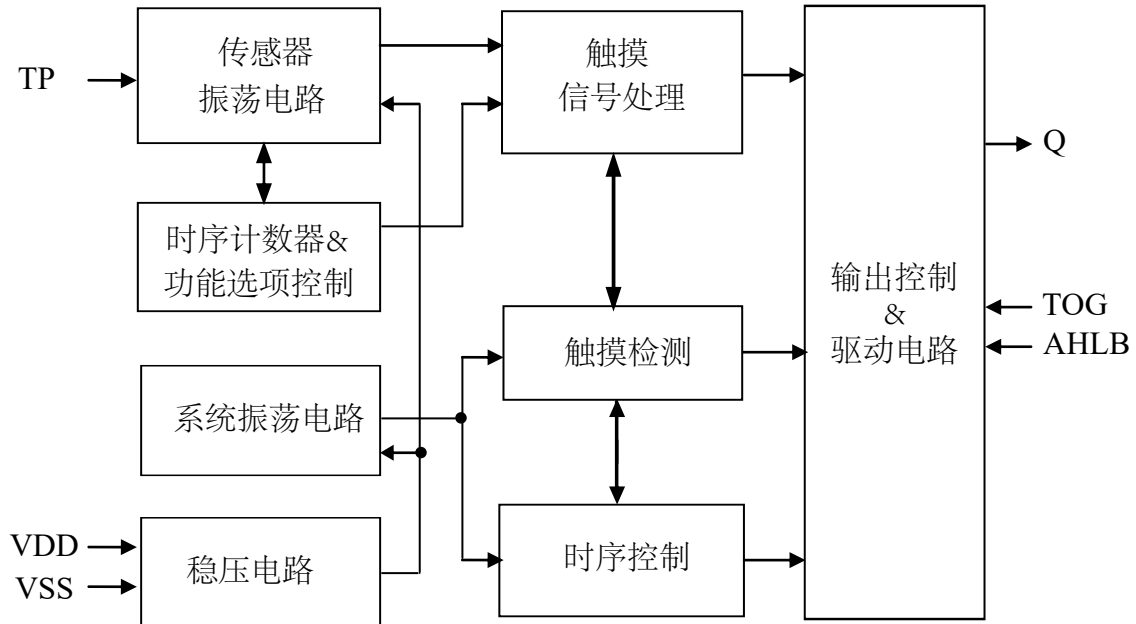 TP
传感器
振荡电路
触摸
信号处理
时序计数器&
功能选项控制
输出控制
&
驱动电路
Q
TOG
AHLB
触摸检测
系统振荡电路
VDD
VSS
稳压电路
时序控制